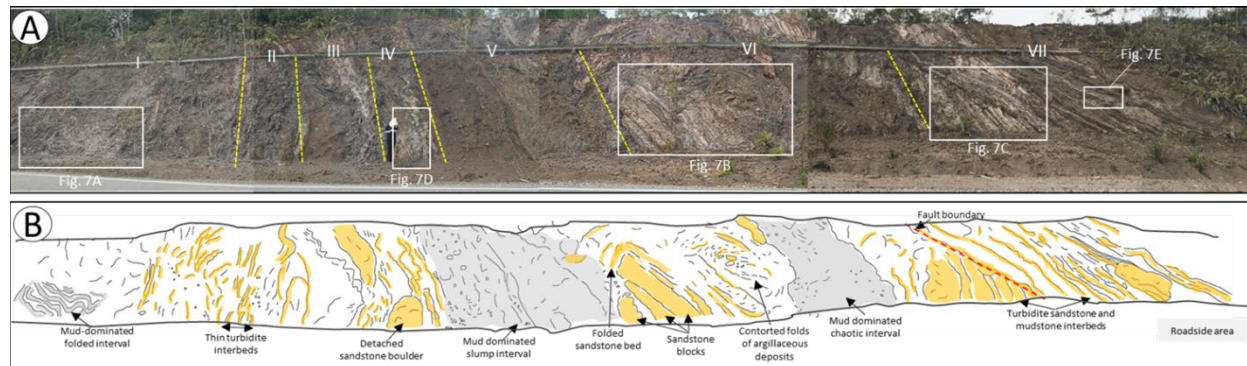 A
I
II
III
IV
V
VI
VII
Fig. 7E
Fig. 7A
Fig. 7D
Fig. 7B
Fig. 7C
B
Fault boundary
Mud-dominated
folded interval
Thin turbidite
interbeds
Detached
sandstone boulder
Mud dominated
slump interval
Folded
sandstone bed
Sandstone
blocks
Contorted folds
of argillaceous
deposits
Mud dominated
chaotic interval
Turbidite sandstone and
mudstone interbeds
Roadside area